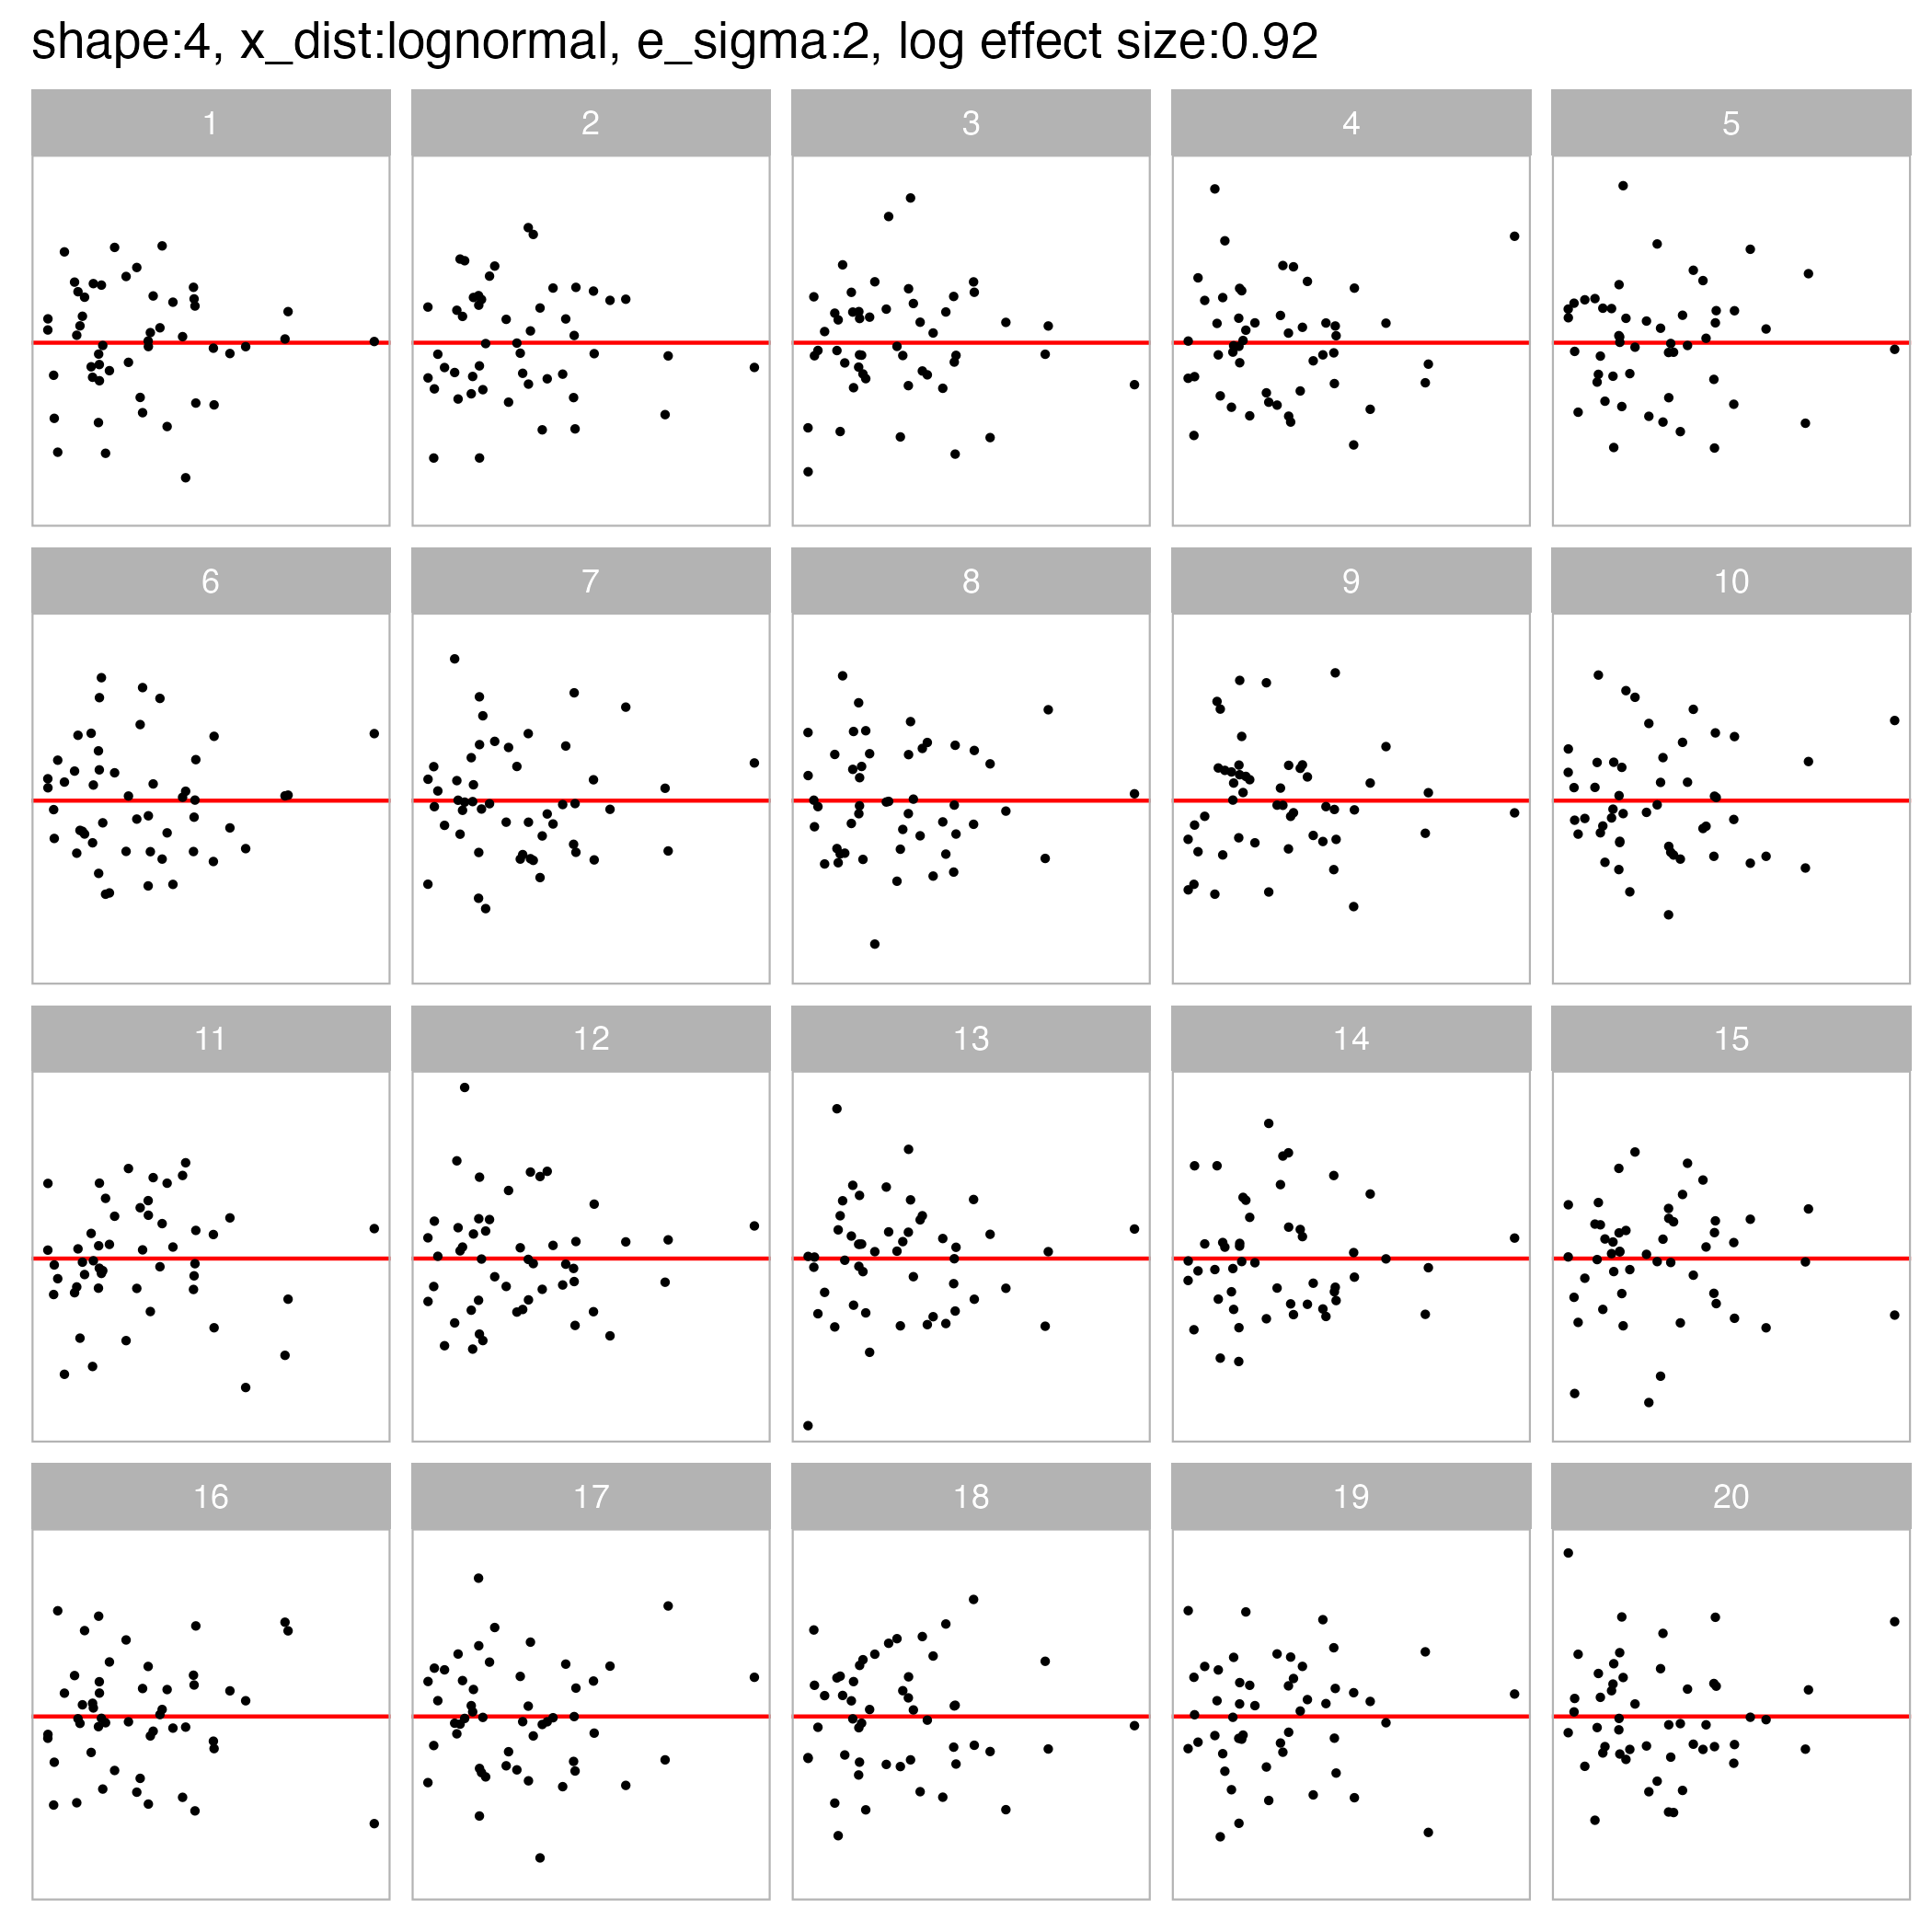 shape:4, x_dist:lognormal, e_sigma:2, log effect size:0.92
1 2 3 4 5
6 7 8 9 10
11 12 13 14 15
16 17 18 19 20